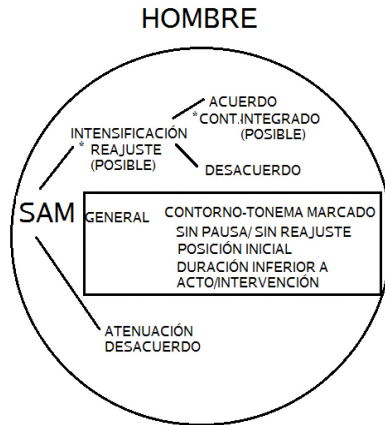 HOMBRE
ACUERDO
*CONT.INTEGRADO
(POSIBLE)
INTENSIFICACIÓN
* REAJUSTE
(POSIBLE)
DESACUERDO
SAM
GENERAL
CONTORNO-TONEMA MARCADO
SIN PAUSA/ SIN REAJUSTE
POSICIÓN INICIAL
DURACIÓN INFERIOR A
ACTO/INTERVENCIÓN
ATENUACIÓN
DESACUERDO